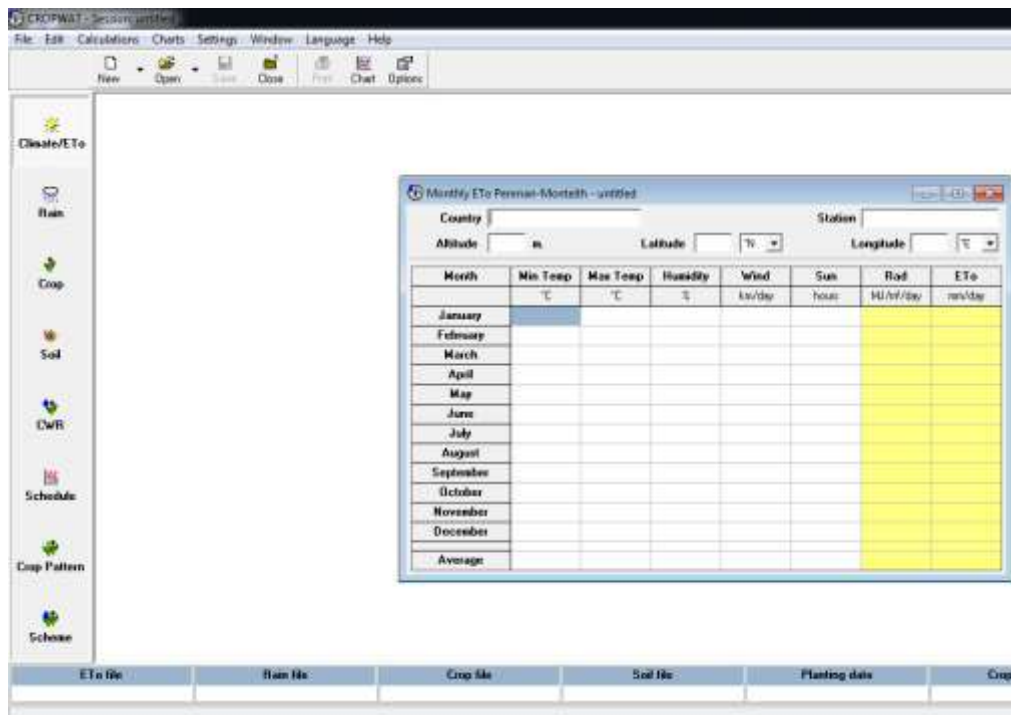 CROPWAT - Session: untitled
File Edit Calculations Charts Settings Window Language Help
New Open Save Close Print Chart Options
Climate/ETo
Rain
Crop
Soil
CWR
Schedule
Crop Pattern
Scheme
Monthly ETo Penman-Monteith - untitled
Country Station
Altitude m. Latitude °N Longitude °E
Month Min Temp Max Temp Humidity Wind Sun Rad ETo
°C °C % km/day hours MJ/m²/day mm/day
January
February
March
April
May
June
July
August
September
October
November
December
Average
ETo file Rain file Crop file Soil file Planting date Crop